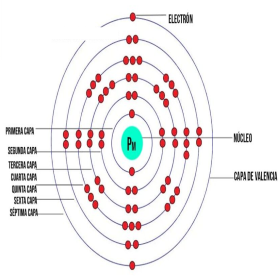 ELECTRÓN
PRIMERA CAPA
SEGUNDA CAPA
TERCERA CAPA
CUARTA CAPA
QUINTA CAPA
SEXTA CAPA
SÉPTIMA CAPA
PM
NÚCLEO
CAPA DE VALENCIA